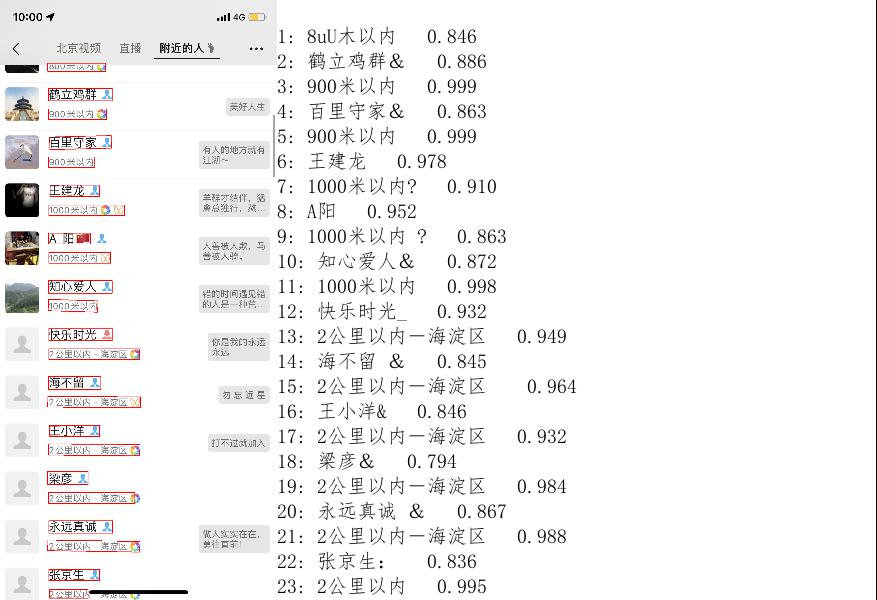 10:00
4G
北京视频 直播 附近的人
800米以内
鹤立鸡群
900米以内
美好人生
百里守家
900米以内
有人的地方就有
江湖~
王建龙
1000米以内
羊群才结伴，猛
禽总独行，熬…
A 阳
1000米以内
人善被人欺，马
善被人骑，
知心爱人
1000米以内
错的时间遇见错
的人是一种荒…
快乐时光
2公里以内 - 海淀区
你是我的永远
永远
海不留
2公里以内 - 海淀区
勿 忘 远 星
王小洋
2公里以内 - 海淀区
打不过就加入
梁彦
2公里以内 - 海淀区
永远真诚
2公里以内 - 海淀区
做人实实在在，
勇往直前！
张京生
2公里以内
1: 8uU木以内 0.846
2: 鹤立鸡群& 0.886
3: 900米以内 0.999
4: 百里守家& 0.863
5: 900米以内 0.999
6: 王建龙 0.978
7: 1000米以内? 0.910
8: A阳 0.952
9: 1000米以内 ? 0.863
10: 知心爱人& 0.872
11: 1000米以内 0.998
12: 快乐时光_ 0.932
13: 2公里以内一海淀区 0.949
14: 海不留 & 0.845
15: 2公里以内一海淀区 0.964
16: 王小洋& 0.846
17: 2公里以内一海淀区 0.932
18: 梁彦& 0.794
19: 2公里以内一海淀区 0.984
20: 永远真诚 & 0.867
21: 2公里以内一海淀区 0.988
22: 张京生: 0.836
23: 2公里以内 0.995